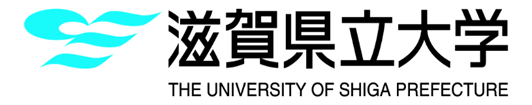 滋賀県立大学
THE UNIVERSITY OF SHIGA PREFECTURE